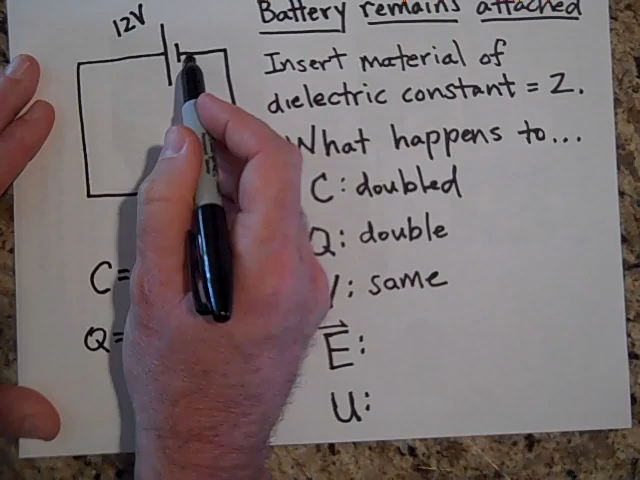 12V
Battery remains attached
Insert material of
dielectric constant = 2.
What happens to...
C: doubled
Q: double
V: same
E:
U:
C=
Q=